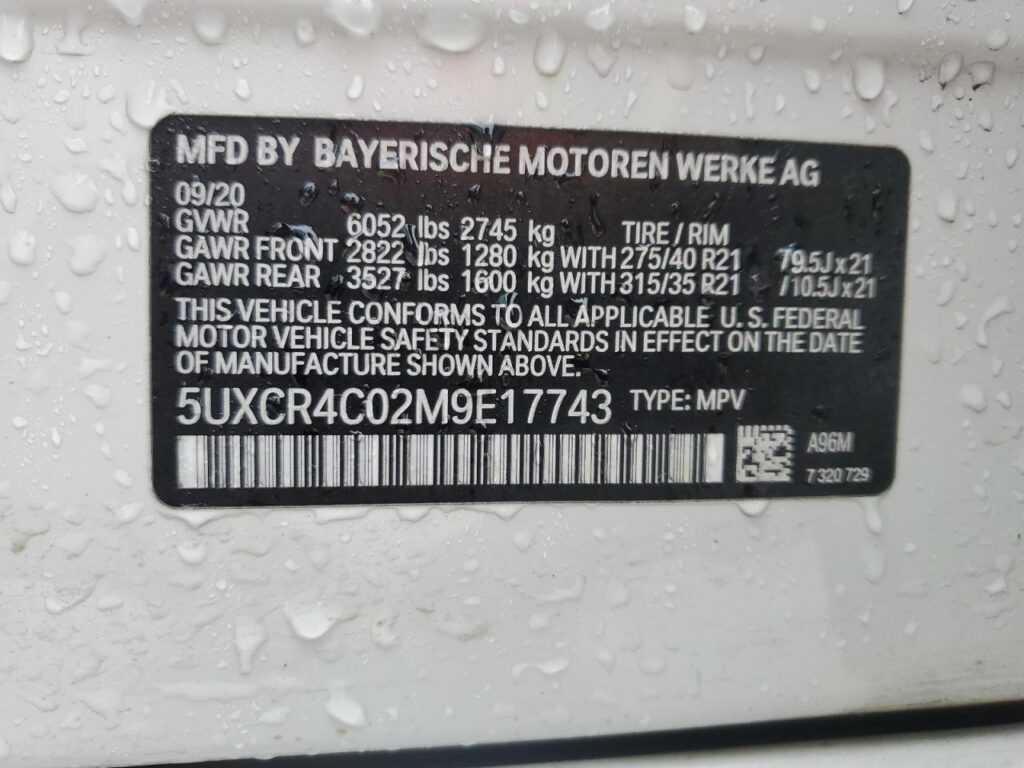 MFD BY BAYERISCHE MOTOREN WERKE AG
09/20
GVWR 6052 lbs 2745 kg TIRE / RIM
GAWR FRONT 2822 lbs 1280 kg WITH 275/40 R21 /9.5J x 21
GAWR REAR 3527 lbs 1600 kg WITH 315/35 R21 /10.5J x 21
THIS VEHICLE CONFORMS TO ALL APPLICABLE U. S. FEDERAL
MOTOR VEHICLE SAFETY STANDARDS IN EFFECT ON THE DATE
OF MANUFACTURE SHOWN ABOVE.
5UXCR4C02M9E17743 TYPE: MPV
A96M
7 320 729